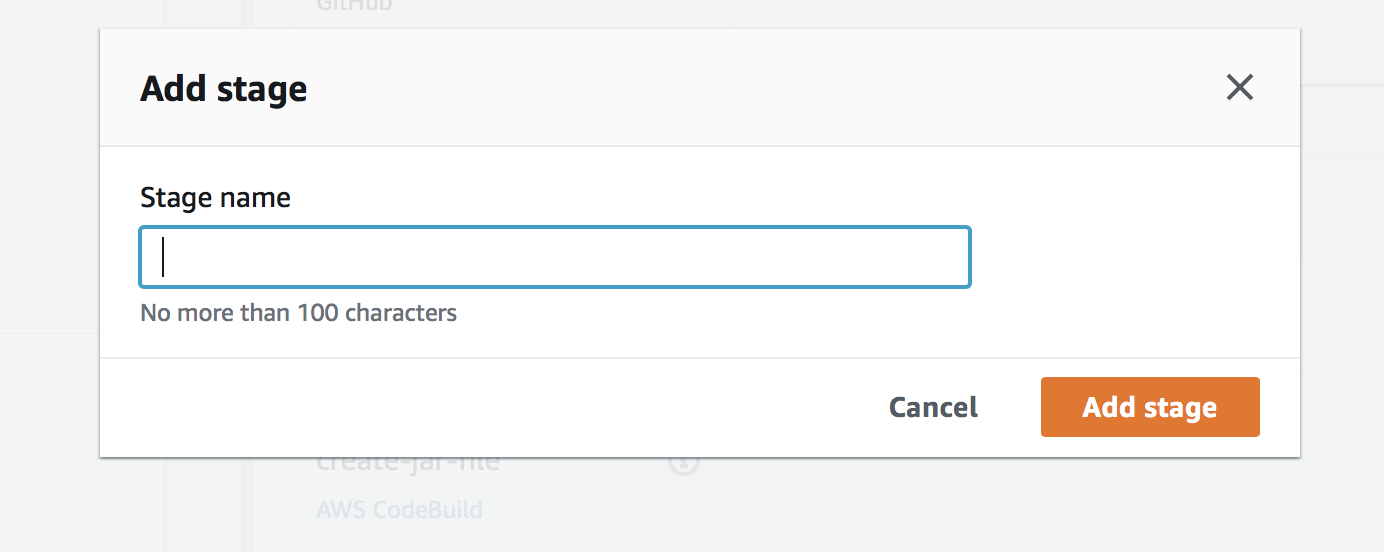 GitHub
Add stage
Stage name
No more than 100 characters
Cancel
Add stage
create-jar-file
AWS CodeBuild